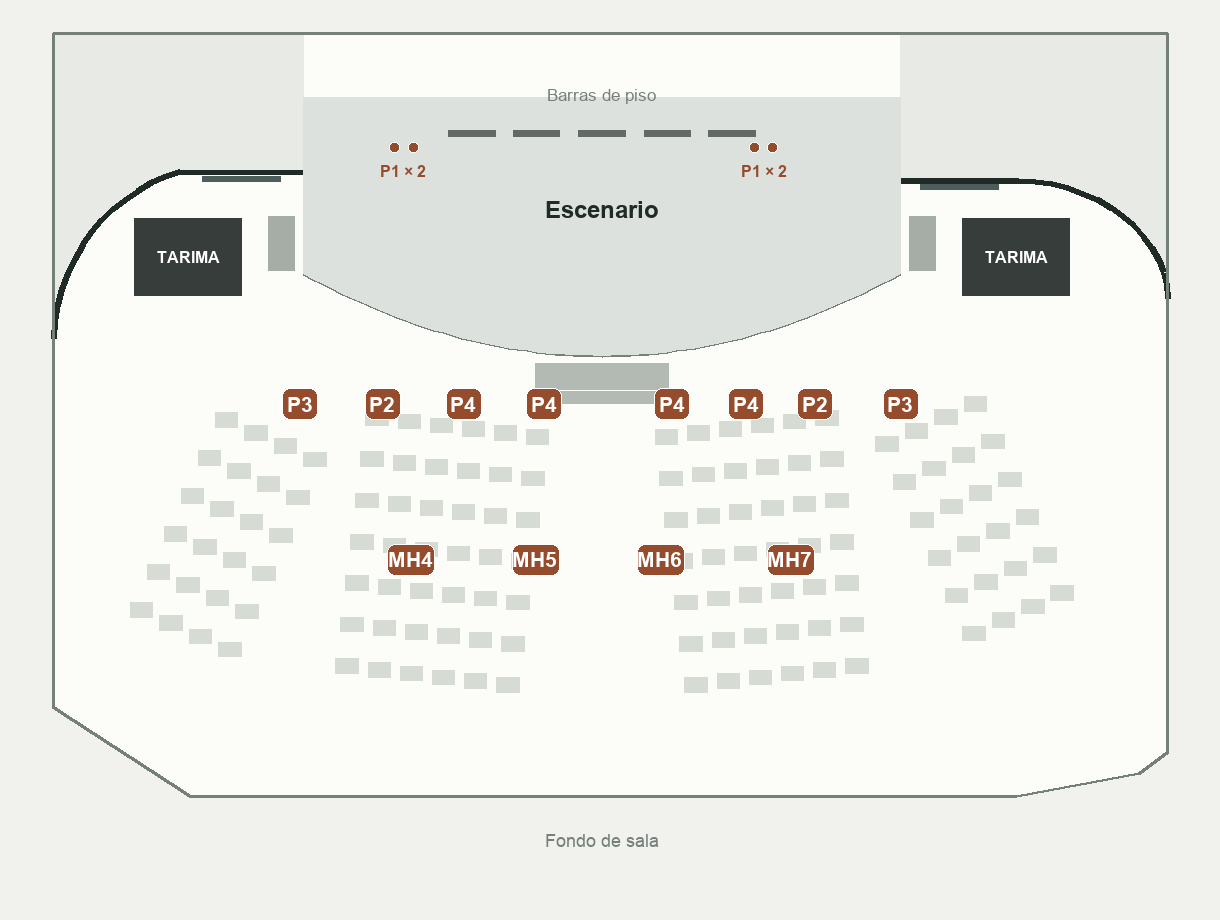 Barras de piso
P1 × 2
P1 × 2
Escenario
TARIMA
TARIMA
P3
P2
P4
P4
P4
P4
P2
P3
MH4
MH5
MH6
MH7
Fondo de sala